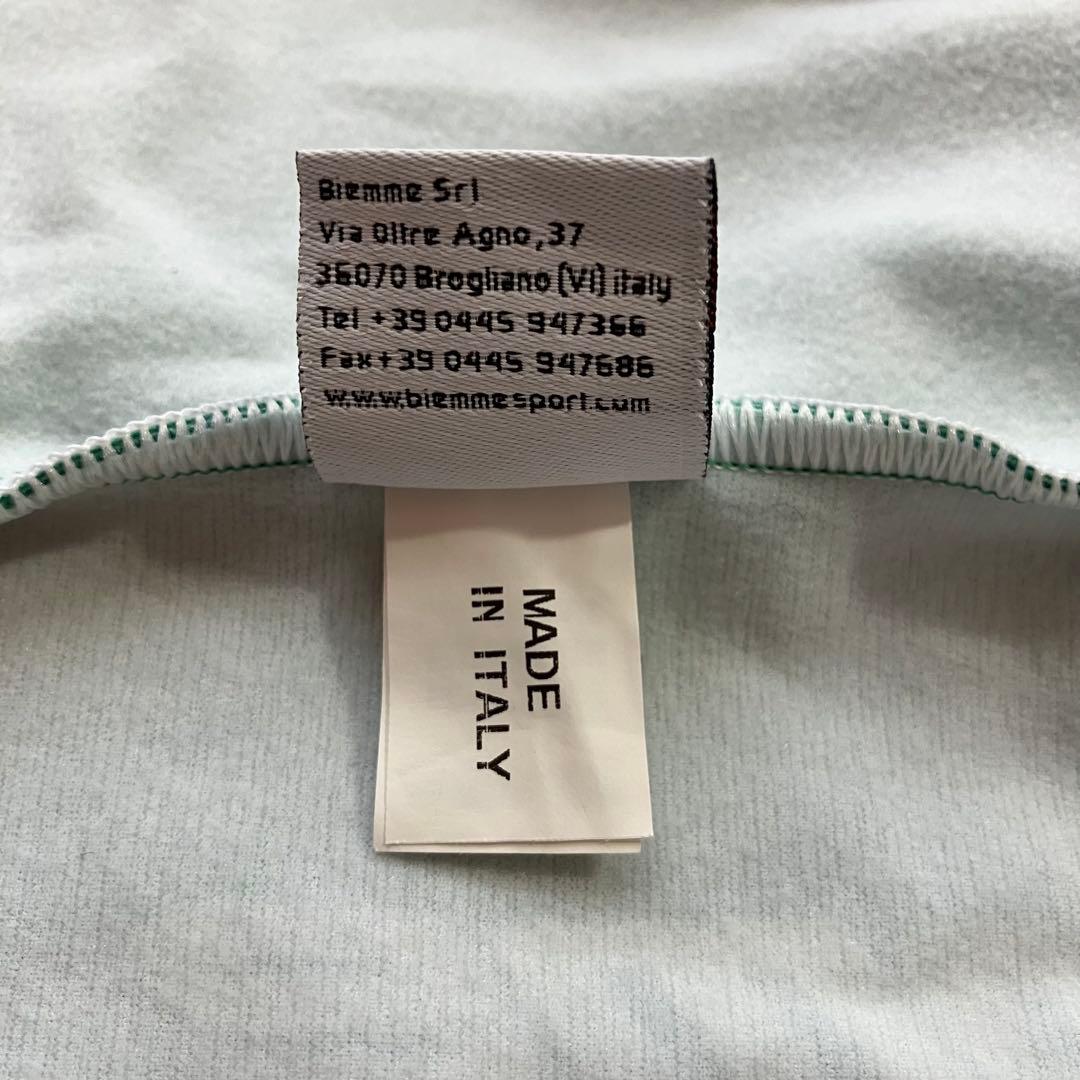 Biemme Srl
Via Oltre Agno,37
36070 Brogliano (VI) italy
Tel +39 0445 947366
Fax+39 0445 947686
www.biemmesport.com
MADE
IN ITALY